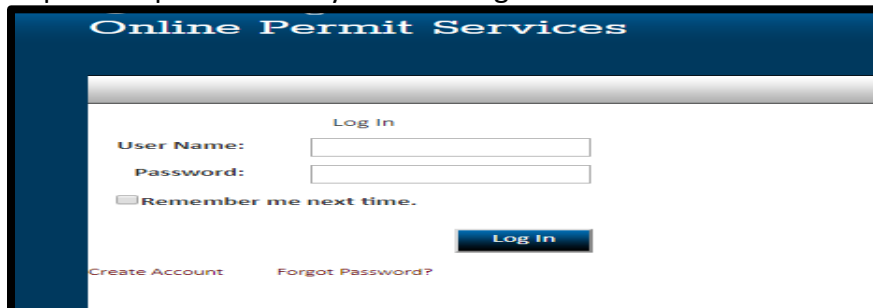 Online Permit Services
Log In
User Name:
Password:
Remember me next time.
Log In
Create Account Forgot Password?